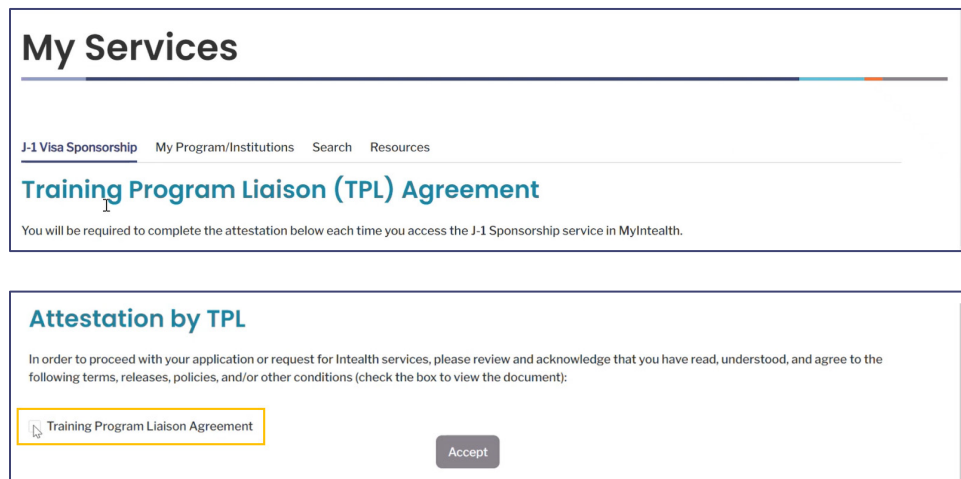 My Services
J-1 Visa Sponsorship My Program/Institutions Search Resources
Training Program Liaison (TPL) Agreement
You will be required to complete the attestation below each time you access the J-1 Sponsorship service in MyIntealth.
Attestation by TPL
In order to proceed with your application or request for Intealth services, please review and acknowledge that you have read, understood, and agree to the
following terms, releases, policies, and/or other conditions (check the box to view the document):
Training Program Liaison Agreement
Accept